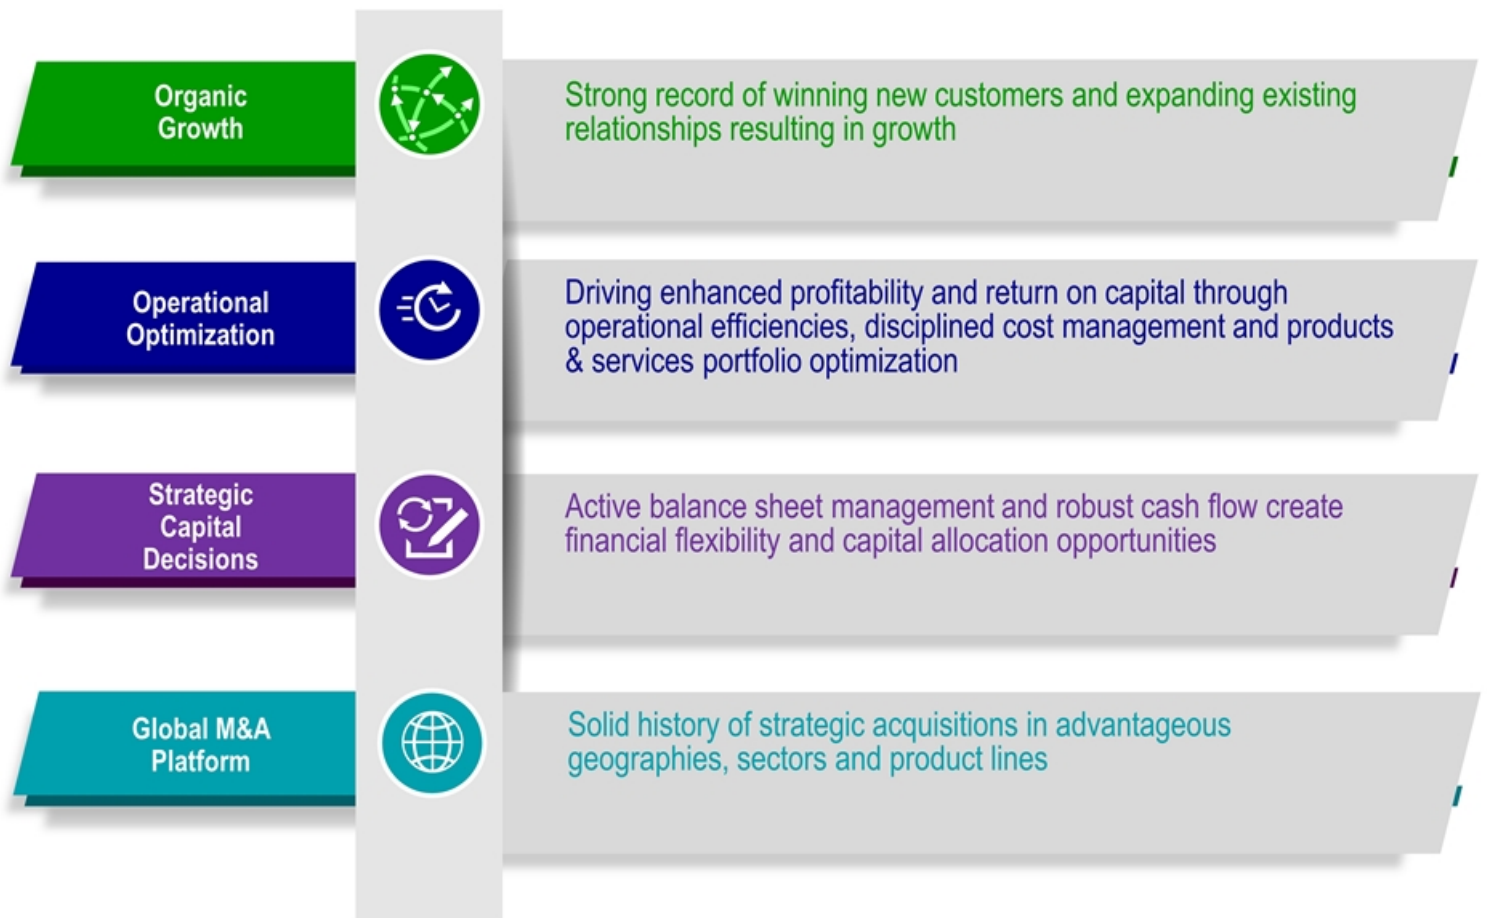 Organic
Growth
Strong record of winning new customers and expanding existing
relationships resulting in growth
Operational
Optimization
Driving enhanced profitability and return on capital through
operational efficiencies, disciplined cost management and products
& services portfolio optimization
Strategic
Capital
Decisions
Active balance sheet management and robust cash flow create
financial flexibility and capital allocation opportunities
Global M&A
Platform
Solid history of strategic acquisitions in advantageous
geographies, sectors and product lines